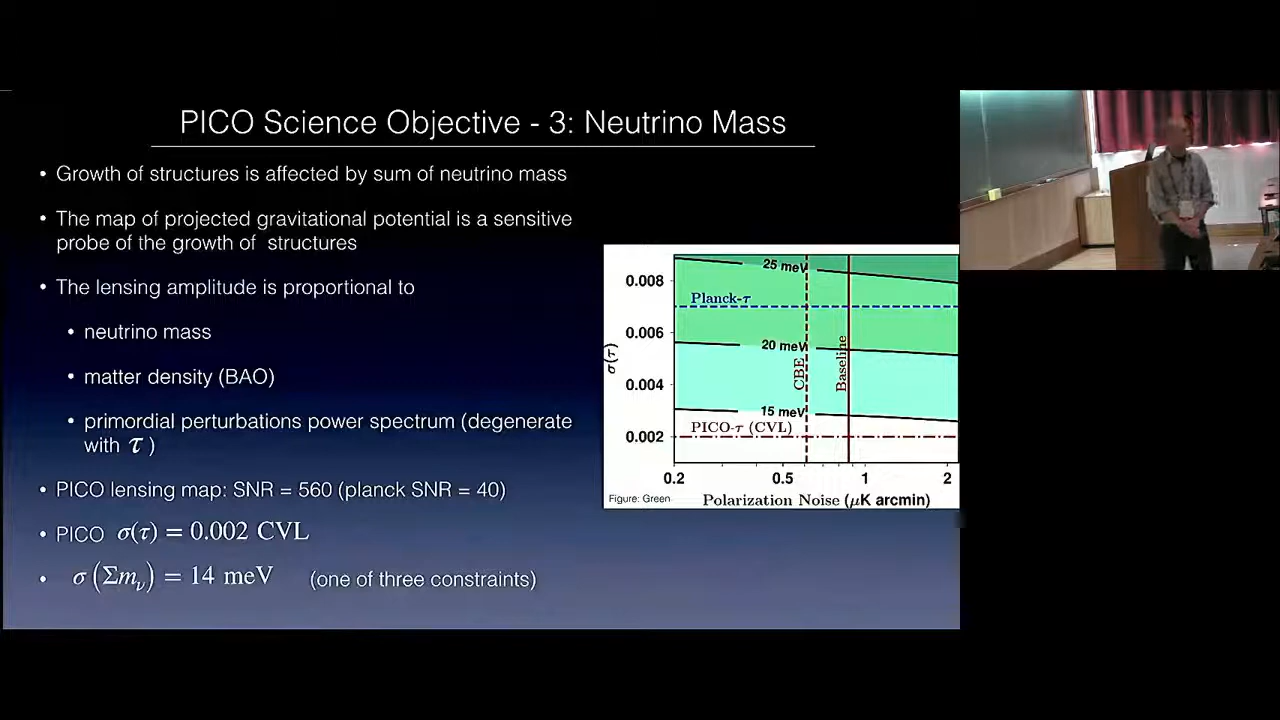 PICO Science Objective - 3: Neutrino Mass
• Growth of structures is affected by sum of neutrino mass
• The map of projected gravitational potential is a sensitive
probe of the growth of structures
• The lensing amplitude is proportional to
• neutrino mass
• matter density (BAO)
• primordial perturbations power spectrum (degenerate
with τ )
• PICO lensing map: SNR = 560 (planck SNR = 40)
• PICO σ(τ) = 0.002 CVL
• σ(Σmν) = 14 meV (one of three constraints)
25 meV
0.008
Planck-τ
0.006
20 meV
σ(τ)
CBE
Baseline
0.004
15 meV
PICO-τ (CVL)
0.002
0.2 0.5 1 2
Figure: Green
Polarization Noise (μK arcmin)